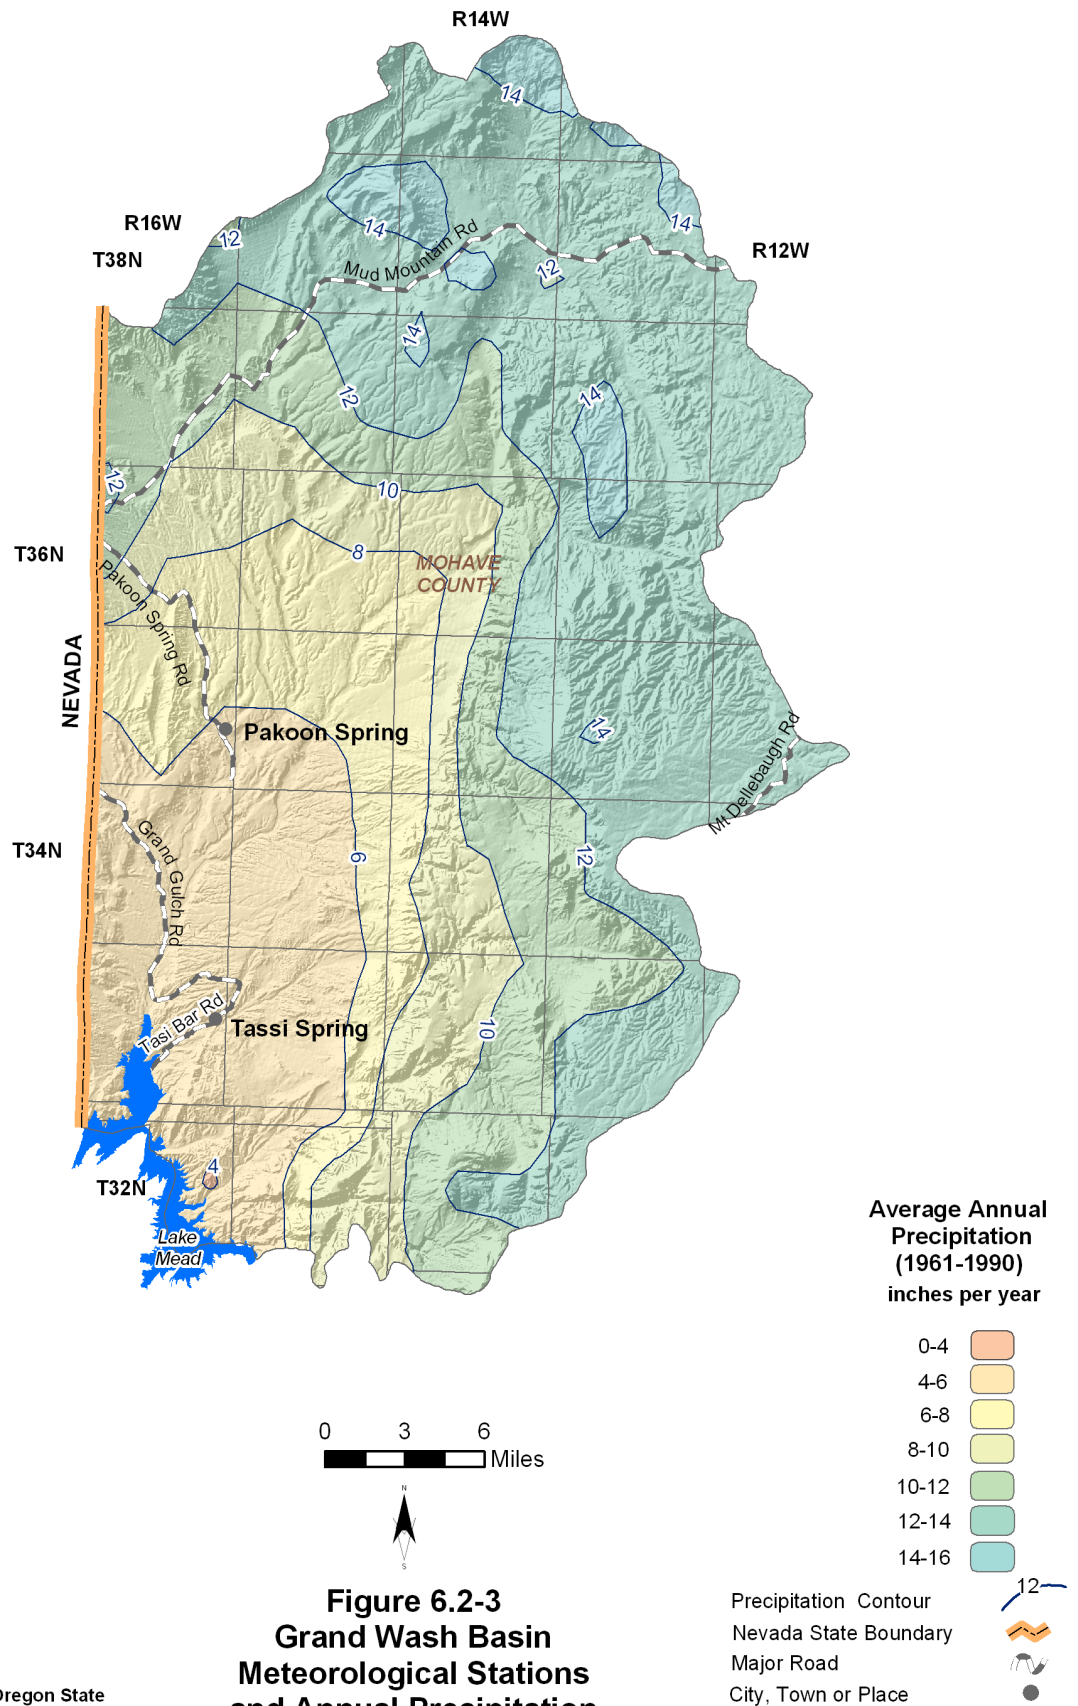 R14W
14
14
14
R16W
12
T38N
Mud Mountain Rd
12
R12W
14
12
14
12
10
T36N
8
MOHAVE
COUNTY
Pakoon Spring Rd
NEVADA
Pakoon Spring
14
Mt Dellebaugh Rd
Grand Gulch Rd
T34N
6
12
Tasi Bar Rd
Tassi Spring
10
4
T32N
Lake
Mead
Average Annual
Precipitation
(1961-1990)
inches per year
0-4
4-6
6-8
8-10
10-12
12-14
14-16
0 3 6
Miles
N
S
Figure 6.2-3
Grand Wash Basin
Meteorological Stations
and Annual Precipitation
Precipitation Contour
12
Nevada State Boundary
Major Road
City, Town or Place
Oregon State